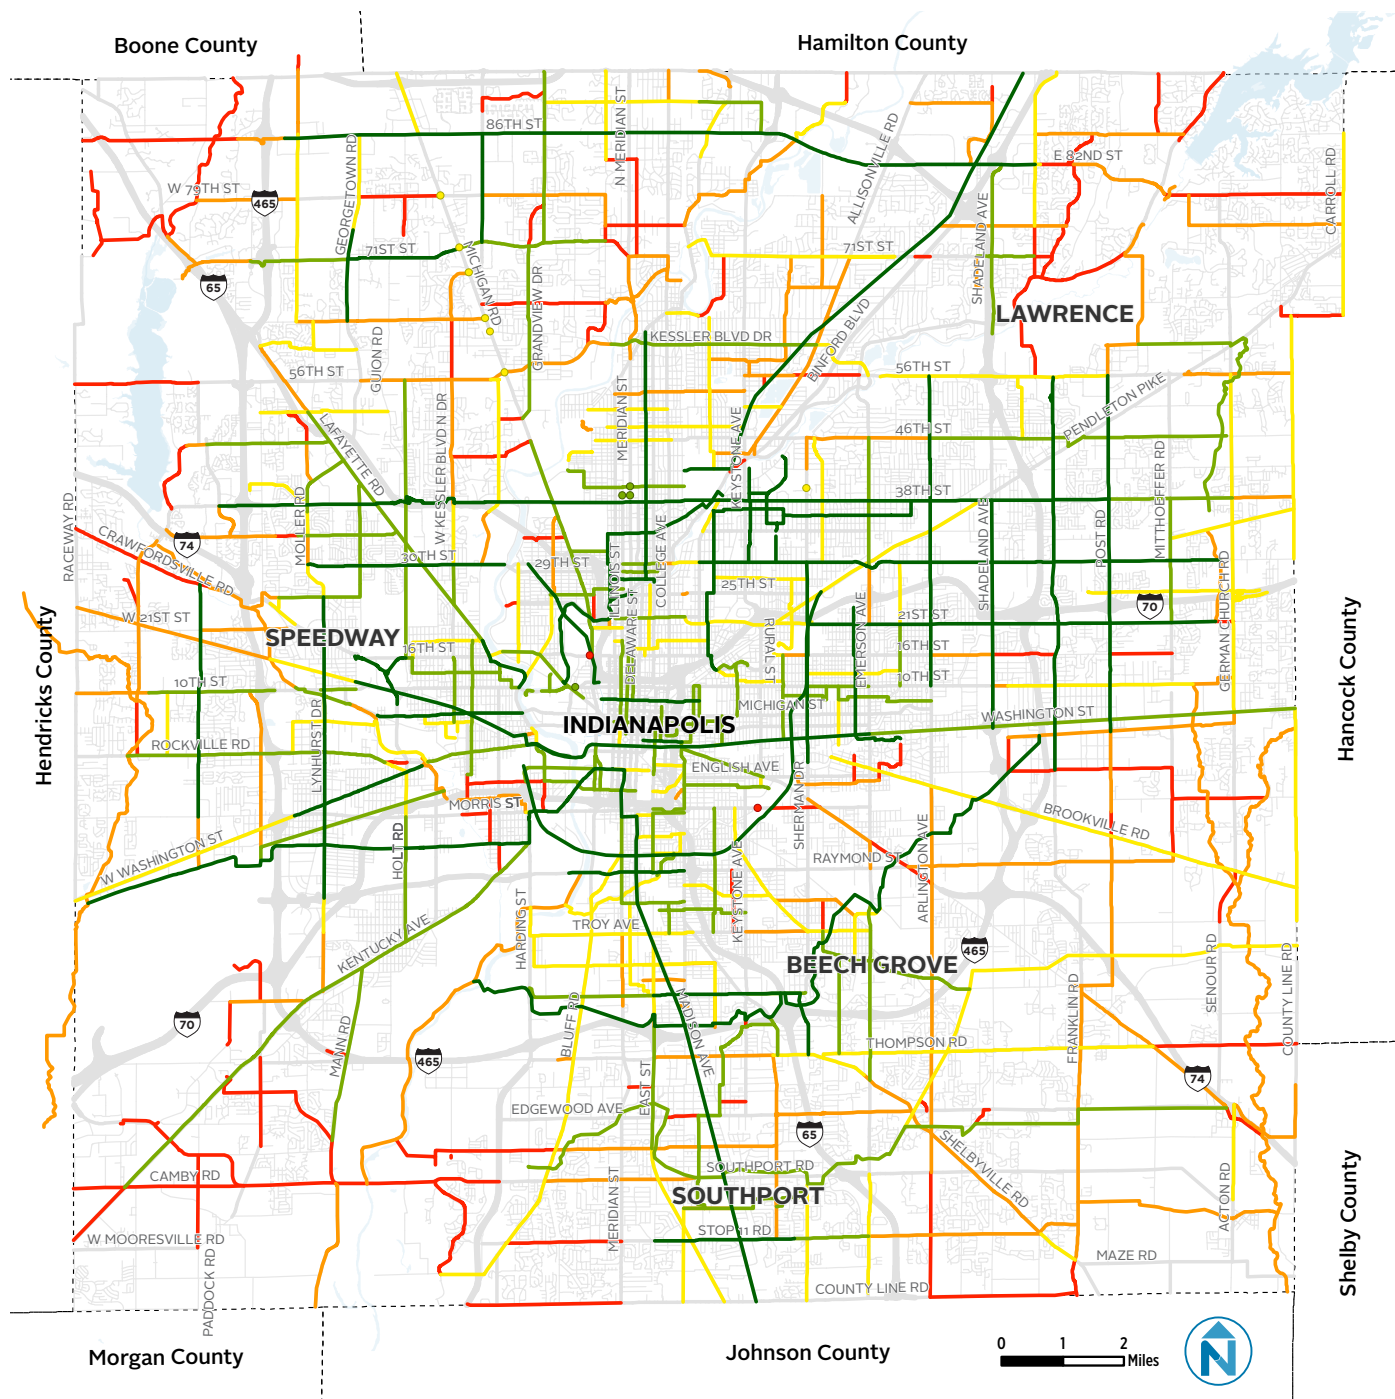 Boone County
Hamilton County
86TH ST
N MERIDIAN ST
ALLISONVILLE RD
E 82ND ST
GEORGETOWN RD
W 79TH ST
465
CARROLL RD
SHADELAND AVE
71ST ST
71ST ST
MICHIGAN RD
GRANDVIEW DR
65
BINFORD BLVD
LAWRENCE
KESSLER BLVD DR
GUION RD
56TH ST
56TH ST
PENDLETON PIKE
MERIDIAN ST
W KESSLER BLVD N DR
KEYSTONE AVE
LAFAYETTE RD
46TH ST
MITTHOEFFER RD
RACEWAY RD
MOLLER RD
38TH ST
SHADELAND AVE
POST RD
CRAWFORDSVILLE RD
74
COLLEGE AVE
ILLINOIS ST
30TH ST
29TH ST
25TH ST
GERMAN CHURCH RD
Hendricks County
W 21ST ST
DELAWARE ST
RURAL ST
EMERSON AVE
21ST ST
70
Hancock County
SPEEDWAY
16TH ST
16TH ST
10TH ST
10TH ST
LYNHURST DR
MICHIGAN ST
WASHINGTON ST
INDIANAPOLIS
ROCKVILLE RD
ENGLISH AVE
SHERMAN DR
MORRIS ST
BROOKVILLE RD
HOLT RD
W WASHINGTON ST
RAYMOND ST
ARLINGTON AVE
KEYSTONE AVE
HARDING ST
TROY AVE
KENTUCKY AVE
BEECH GROVE
465
SENOUR RD
COUNTY LINE RD
FRANKLIN RD
70
MANN RD
BLUFF RD
MADISON AVE
465
THOMPSON RD
74
EAST ST
EDGEWOOD AVE
65
SHELBYVILLE RD
CAMBY RD
SOUTHPORT RD
SOUTHPORT
MERIDIAN ST
ACTON RD
Shelby County
W MOORESVILLE RD
STOP 11 RD
MAZE RD
PADDOCK RD
COUNTY LINE RD
Morgan County
Johnson County
0 1 2
Miles
N